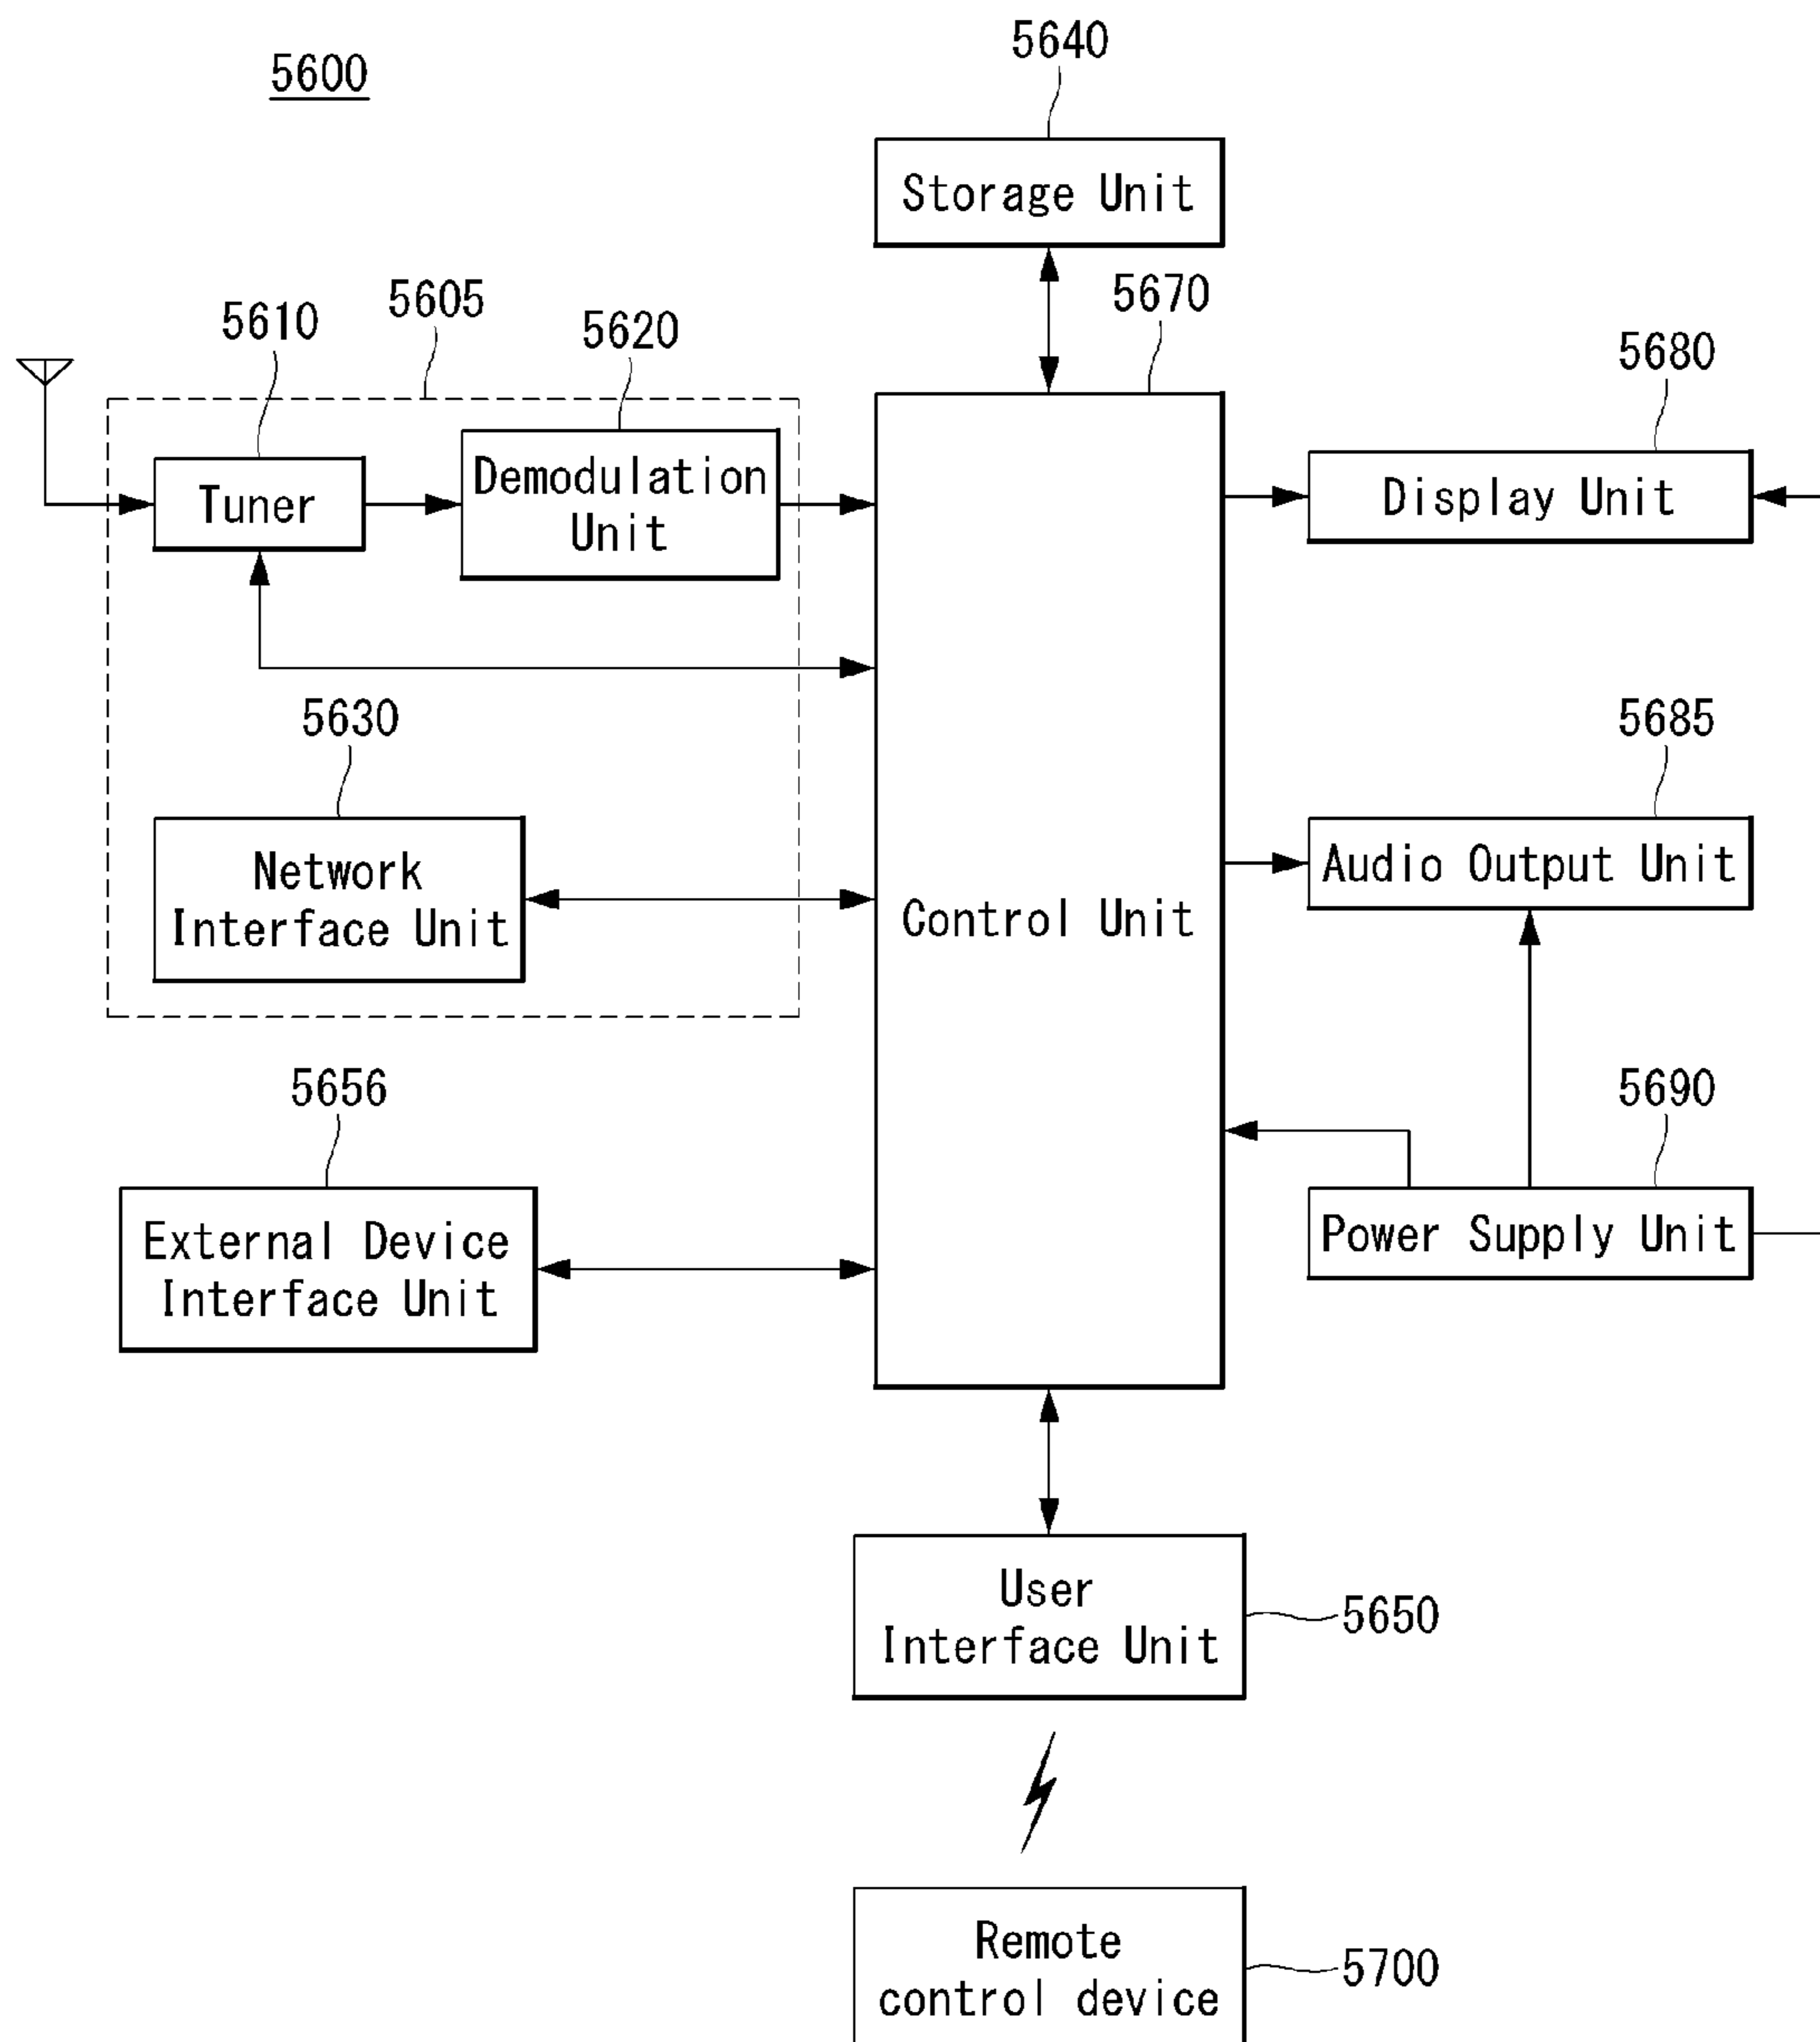 5600
5640
Storage Unit
5605
5670
5610
5620
5680
Tuner
Demodulation
Unit
Display Unit
5630
5685
Network
Interface Unit
Control Unit
Audio Output Unit
5656
5690
External Device
Interface Unit
Power Supply Unit
User
Interface Unit
5650
Remote
control device
5700